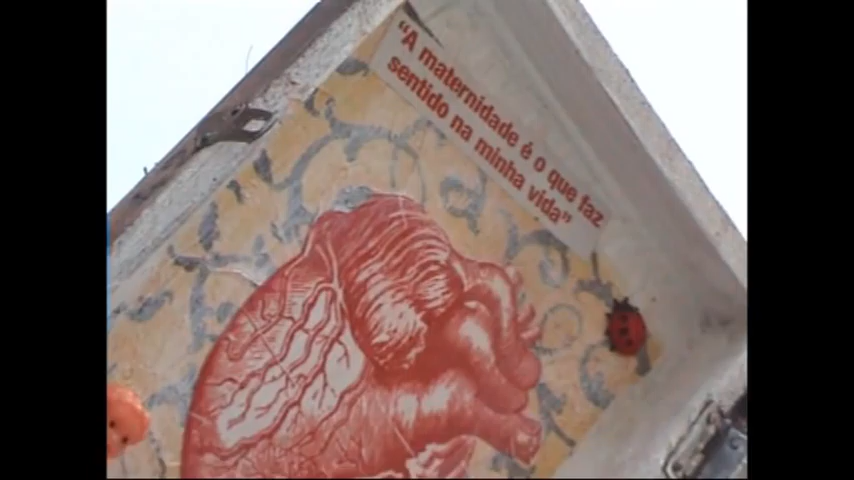 “A maternidade é o que faz
sentido na minha vida”